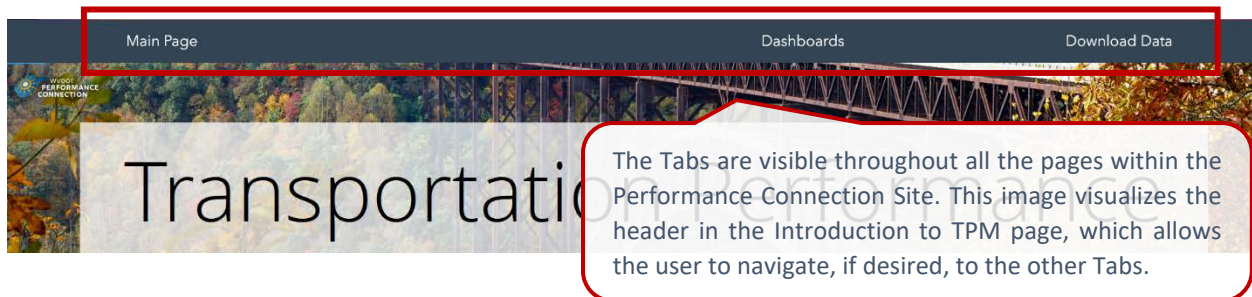 Main Page Dashboards Download Data
WVDOT
PERFORMANCE
CONNECTION
Transportation Performance
The Tabs are visible throughout all the pages within the
Performance Connection Site. This image visualizes the
header in the Introduction to TPM page, which allows
the user to navigate, if desired, to the other Tabs.